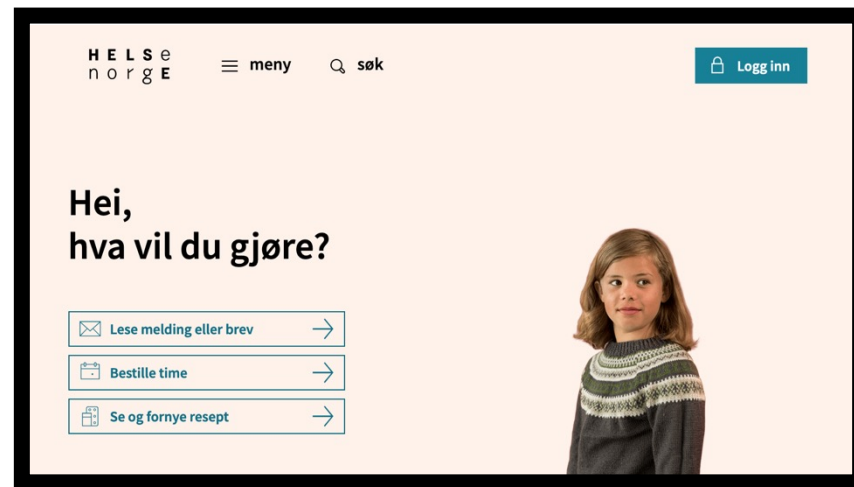 HELSe
norgE
meny
søk
Logg inn
Hei,
hva vil du gjøre?
Lese melding eller brev
Bestille time
Se og fornye resept